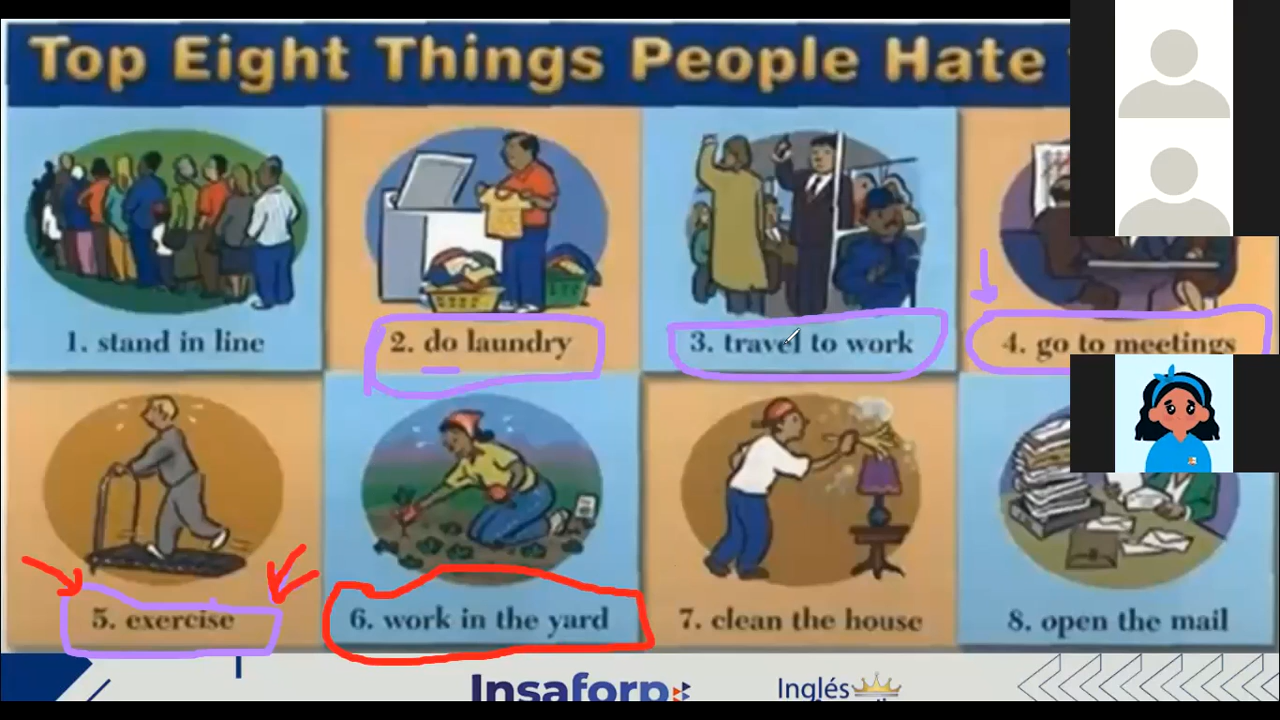 Top Eight Things People Hate
1. stand in line
2. do laundry
3. travel to work
4. go to meetings
5. exercise
6. work in the yard
7. clean the house
8. open the mail
Insaforp
Inglés